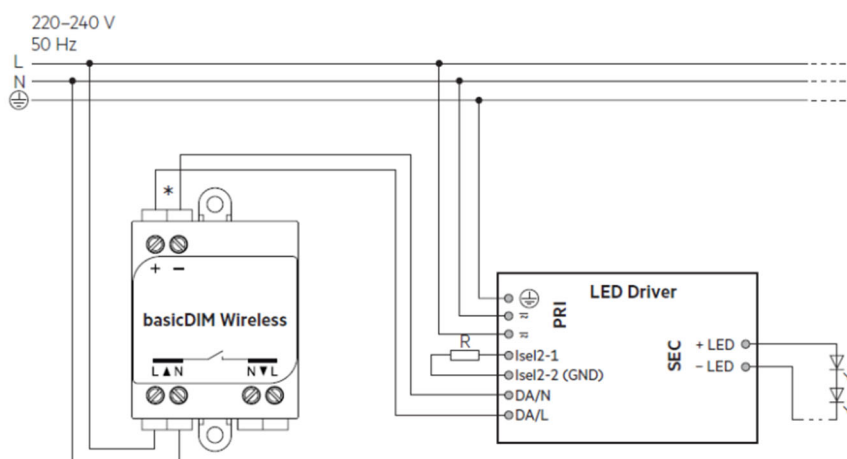 220–240 V
50 Hz
L
N
*
+ −
basicDIM Wireless
L▲N N▼L
LED Driver
PRI
R
Isel2-1
Isel2-2 (GND)
DA/N
DA/L
SEC
+ LED
− LED